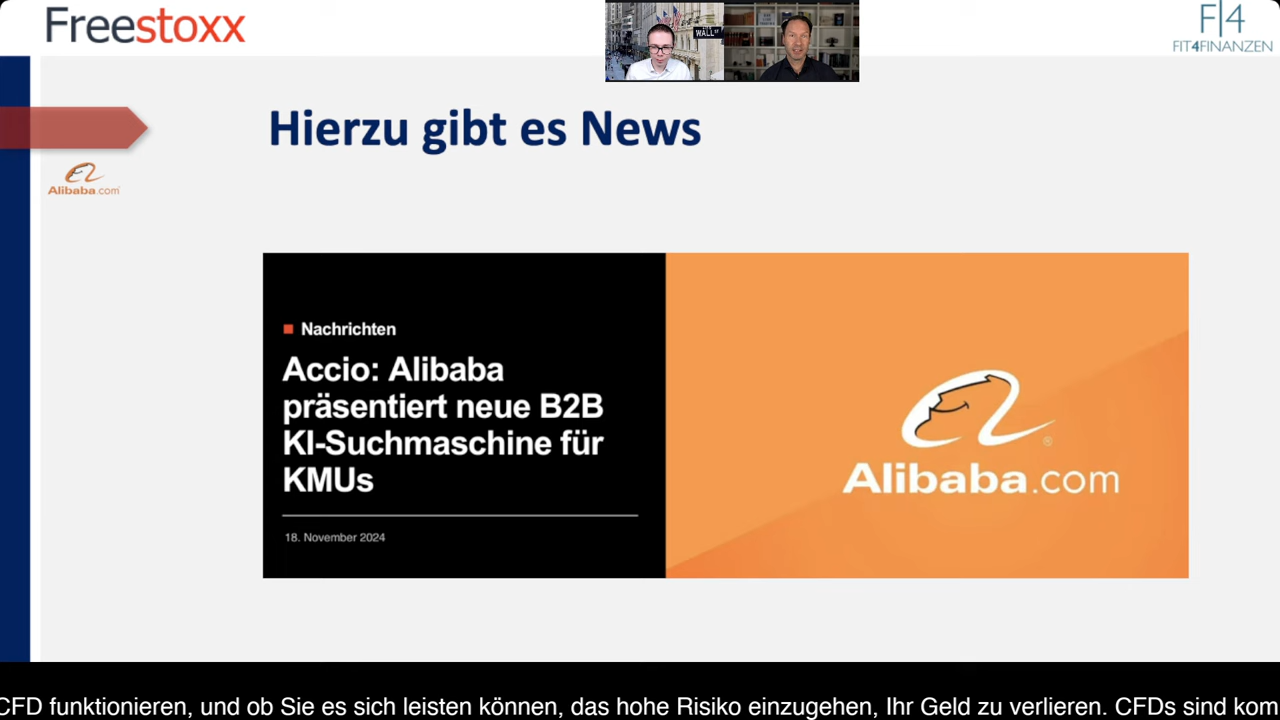 Freestoxx
WALL ST
F|4
FIT4FINANZEN
Hierzu gibt es News
Alibaba.com
Nachrichten
Accio: Alibaba
präsentiert neue B2B
KI-Suchmaschine für
KMUs
18. November 2024
Alibaba.com
CFD funktionieren, und ob Sie es sich leisten können, das hohe Risiko einzugehen, Ihr Geld zu verlieren. CFDs sind kom